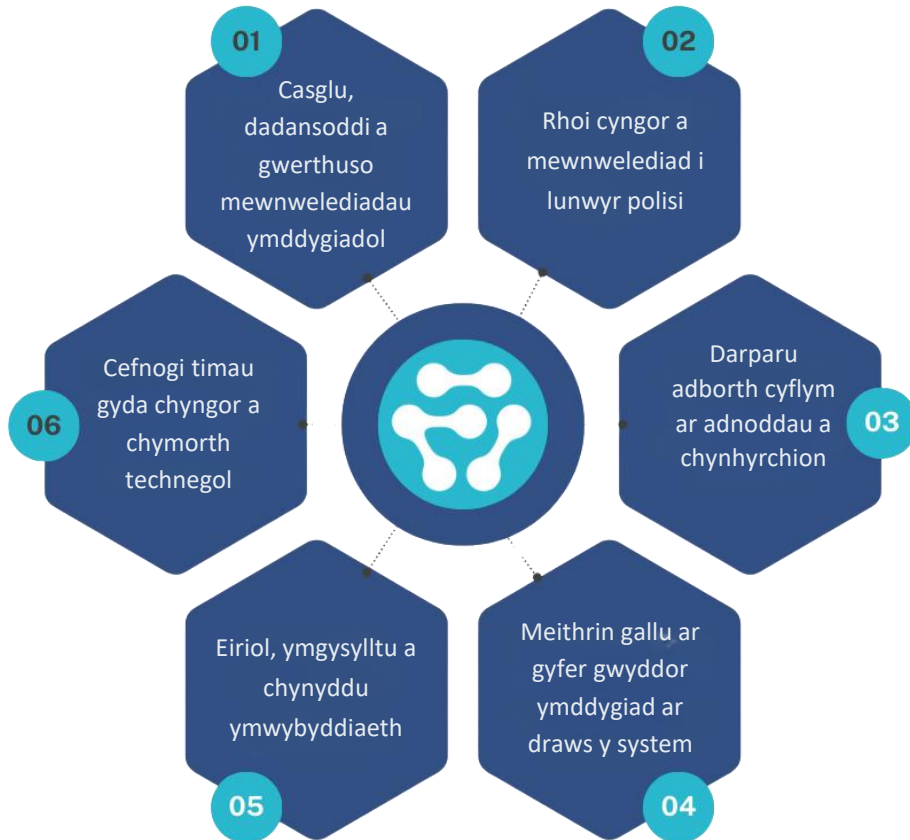 01
Casglu,
dadansoddi a
gwerthuso
mewnwelediadau
ymddygiadol
02
Rhoi cyngor a
mewnwelediad i
lunwyr polisi
03
Darparu
adborth cyflym
ar adnoddau a
chynhyrchion
04
Meithrin gallu ar
gyfer gwyddor
ymddygiad ar
draws y system
05
Eiriol, ymgysylltu a
chynyddu
ymwybyddiaeth
06
Cefnogi timau
gyda chyngor a
chymorth
technegol